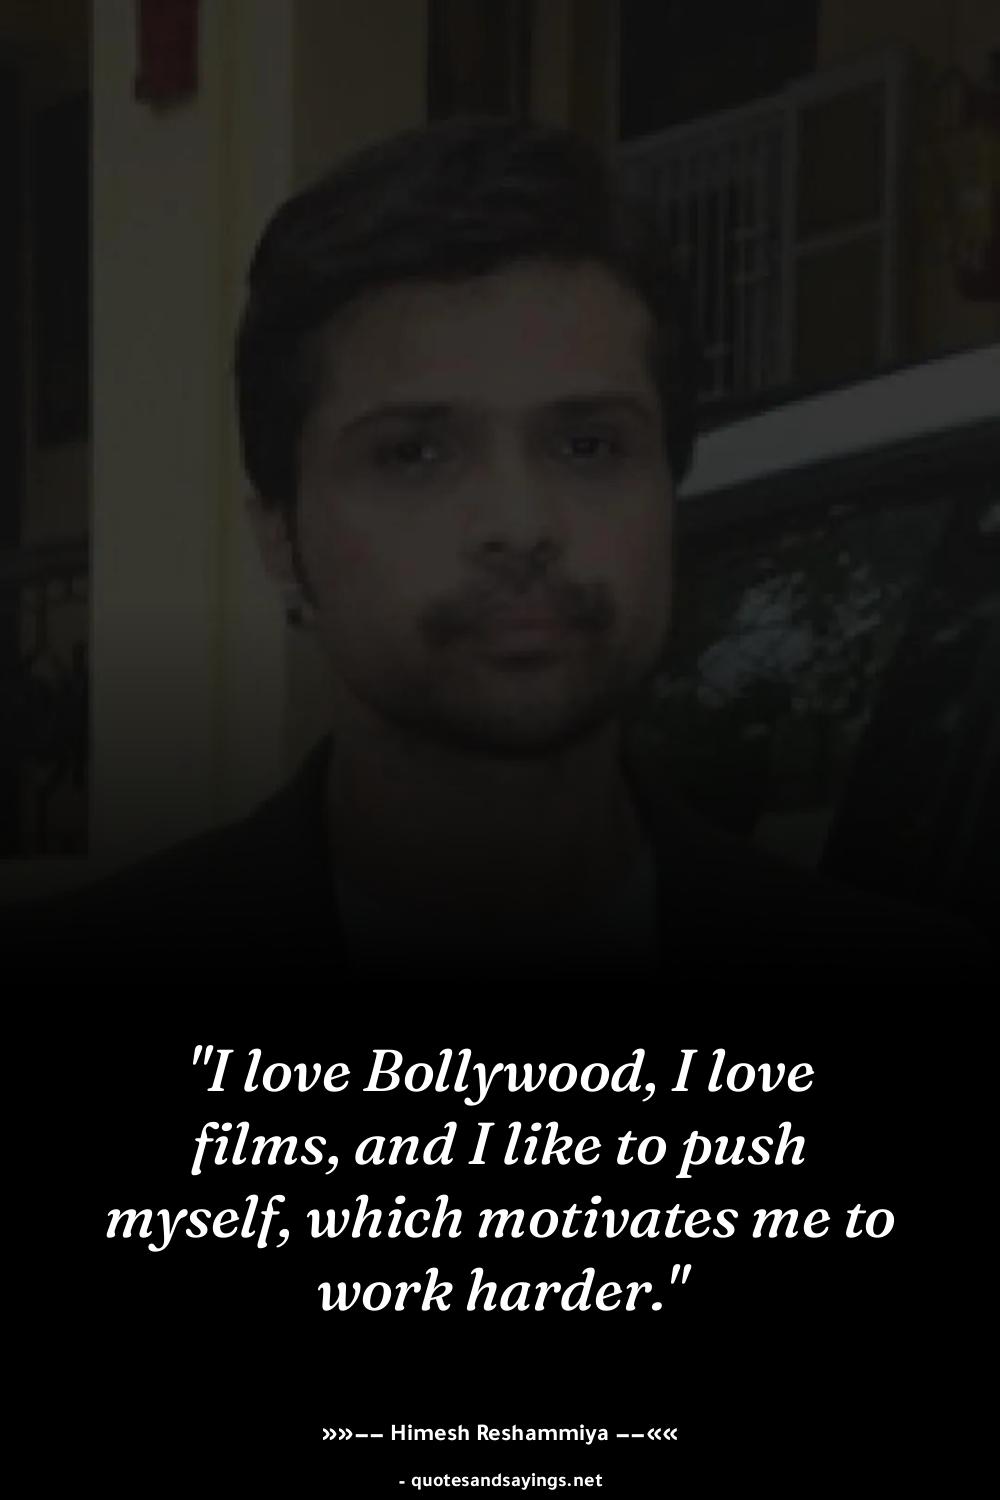 "I love Bollywood, I love
films, and I like to push
myself, which motivates me to
work harder."
»»—— Himesh Reshammiya ——««
- quotesandsayings.net